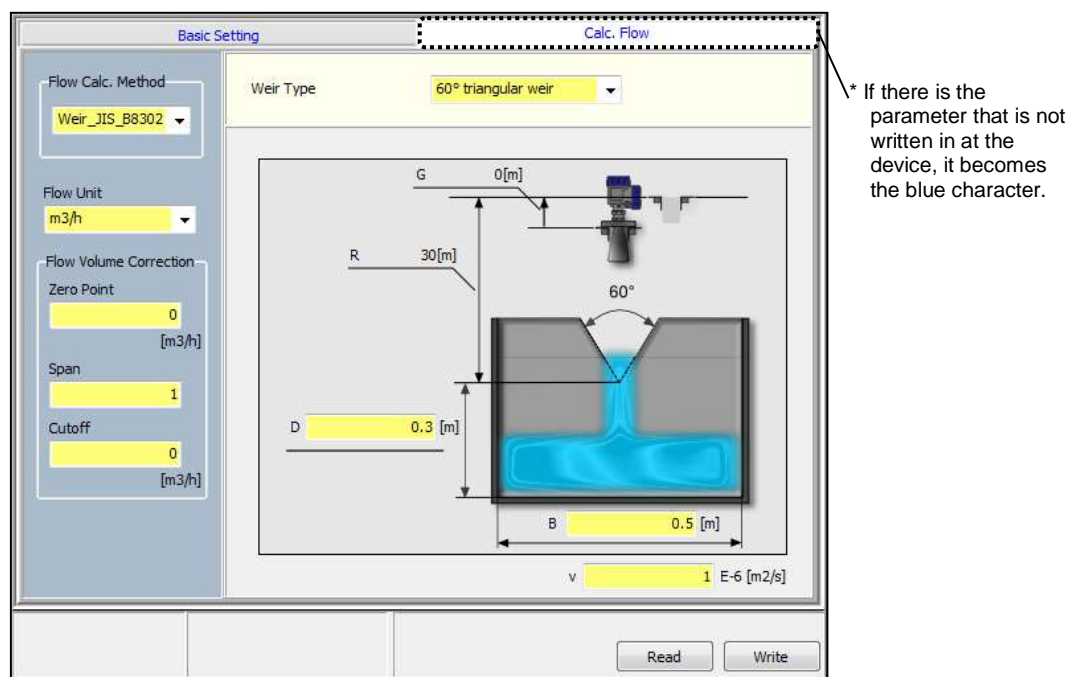 Basic Setting
Calc. Flow
Flow Calc. Method
Weir_JIS_B8302
Flow Unit
m3/h
Flow Volume Correction
Zero Point
0
[m3/h]
Span
1
Cutoff
0
[m3/h]
Weir Type
60° triangular weir
G 0[m]
R 30[m]
60°
D 0.3 [m]
B 0.5 [m]
v 1 E-6 [m2/s]
Read
Write
* If there is the
parameter that is not
written in at the
device, it becomes
the blue character.